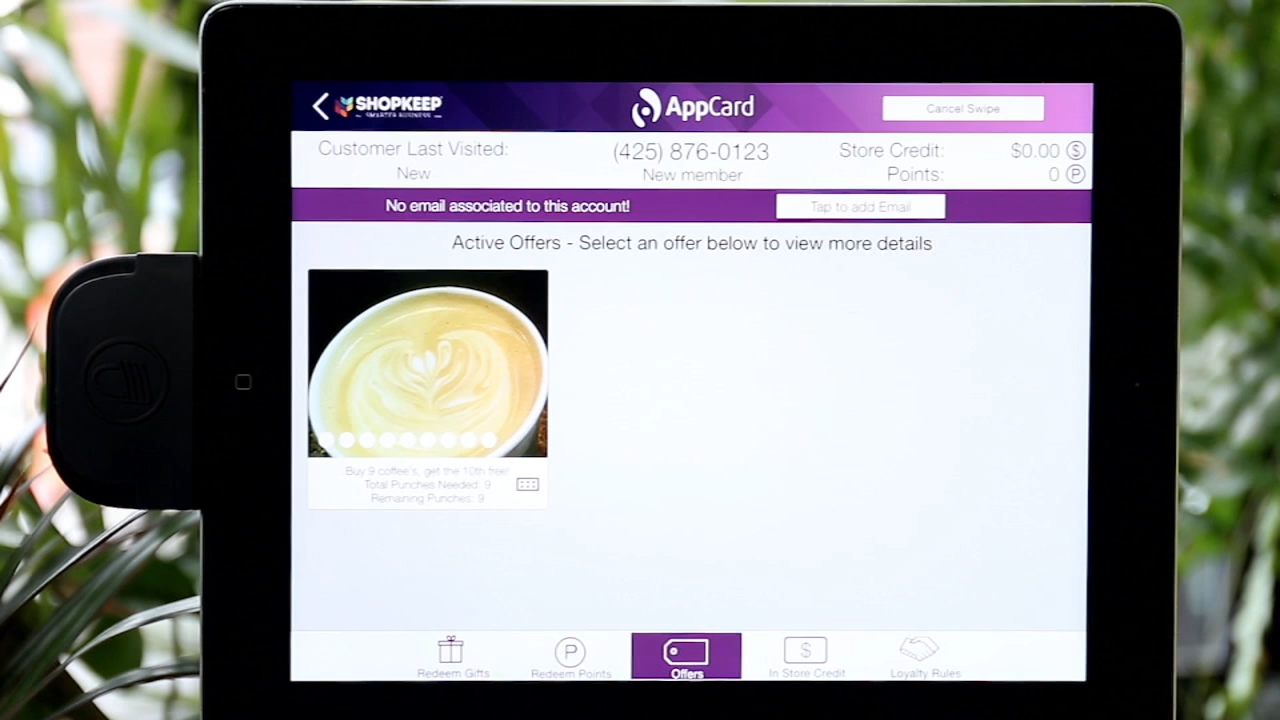 SHOPKEEP
SMARTER BUSINESS
AppCard
Cancel Swipe
Customer Last Visited:
New
(425) 876-0123
New member
Store Credit: $0.00 $
Points: 0 P
No email associated to this account!
Tap to add Email
Active Offers - Select an offer below to view more details
Buy 9 coffee's, get the 10th free!
Total Punches Needed: 9
Remaining Punches: 9
Redeem Gifts
P
Redeem Points
Offers
$
In Store Credit
Loyalty Rules